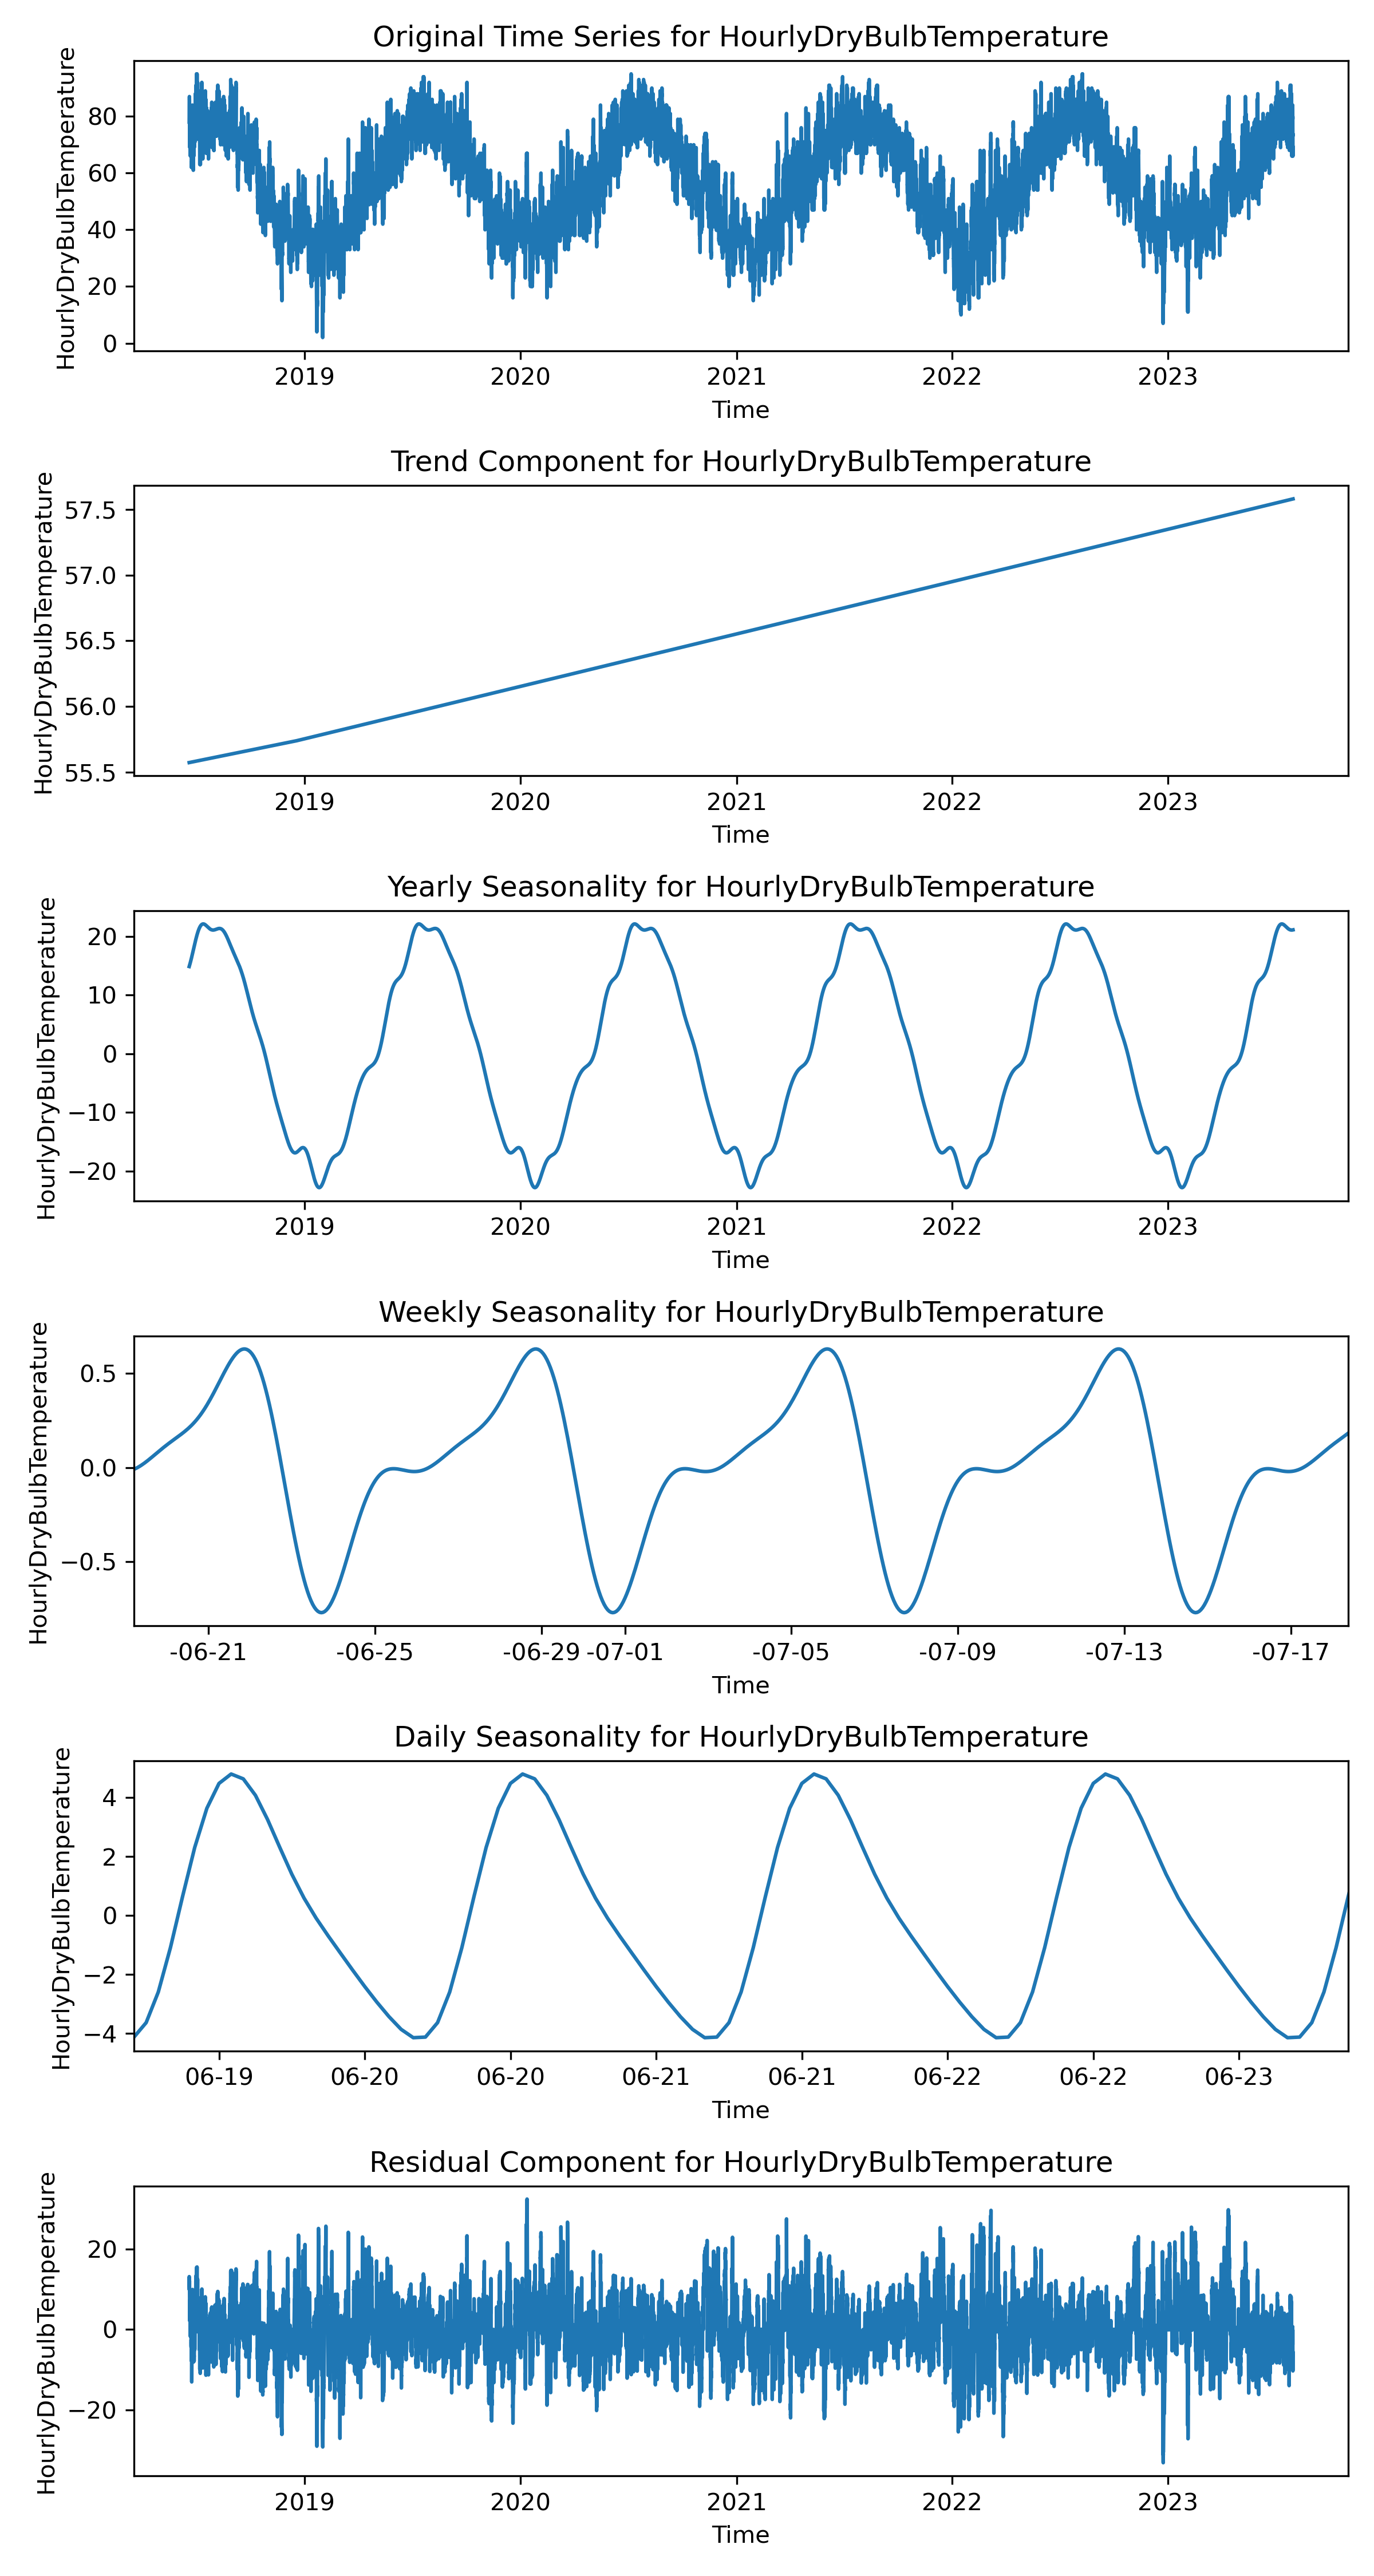 Original Time Series for HourlyDryBulbTemperature
HourlyDryBulbTemperature
80
60
40
20
0
2019 2020 2021 2022 2023
Time
Trend Component for HourlyDryBulbTemperature
HourlyDryBulbTemperature
57.5
57.0
56.5
56.0
55.5
2019 2020 2021 2022 2023
Time
Yearly Seasonality for HourlyDryBulbTemperature
HourlyDryBulbTemperature
20
10
0
−10
−20
2019 2020 2021 2022 2023
Time
Weekly Seasonality for HourlyDryBulbTemperature
HourlyDryBulbTemperature
0.5
0.0
−0.5
-06-21 -06-25 -06-29 -07-01 -07-05 -07-09 -07-13 -07-17
Time
Daily Seasonality for HourlyDryBulbTemperature
HourlyDryBulbTemperature
4
2
0
−2
−4
06-19 06-20 06-20 06-21 06-21 06-22 06-22 06-23
Time
Residual Component for HourlyDryBulbTemperature
HourlyDryBulbTemperature
20
0
−20
2019 2020 2021 2022 2023
Time